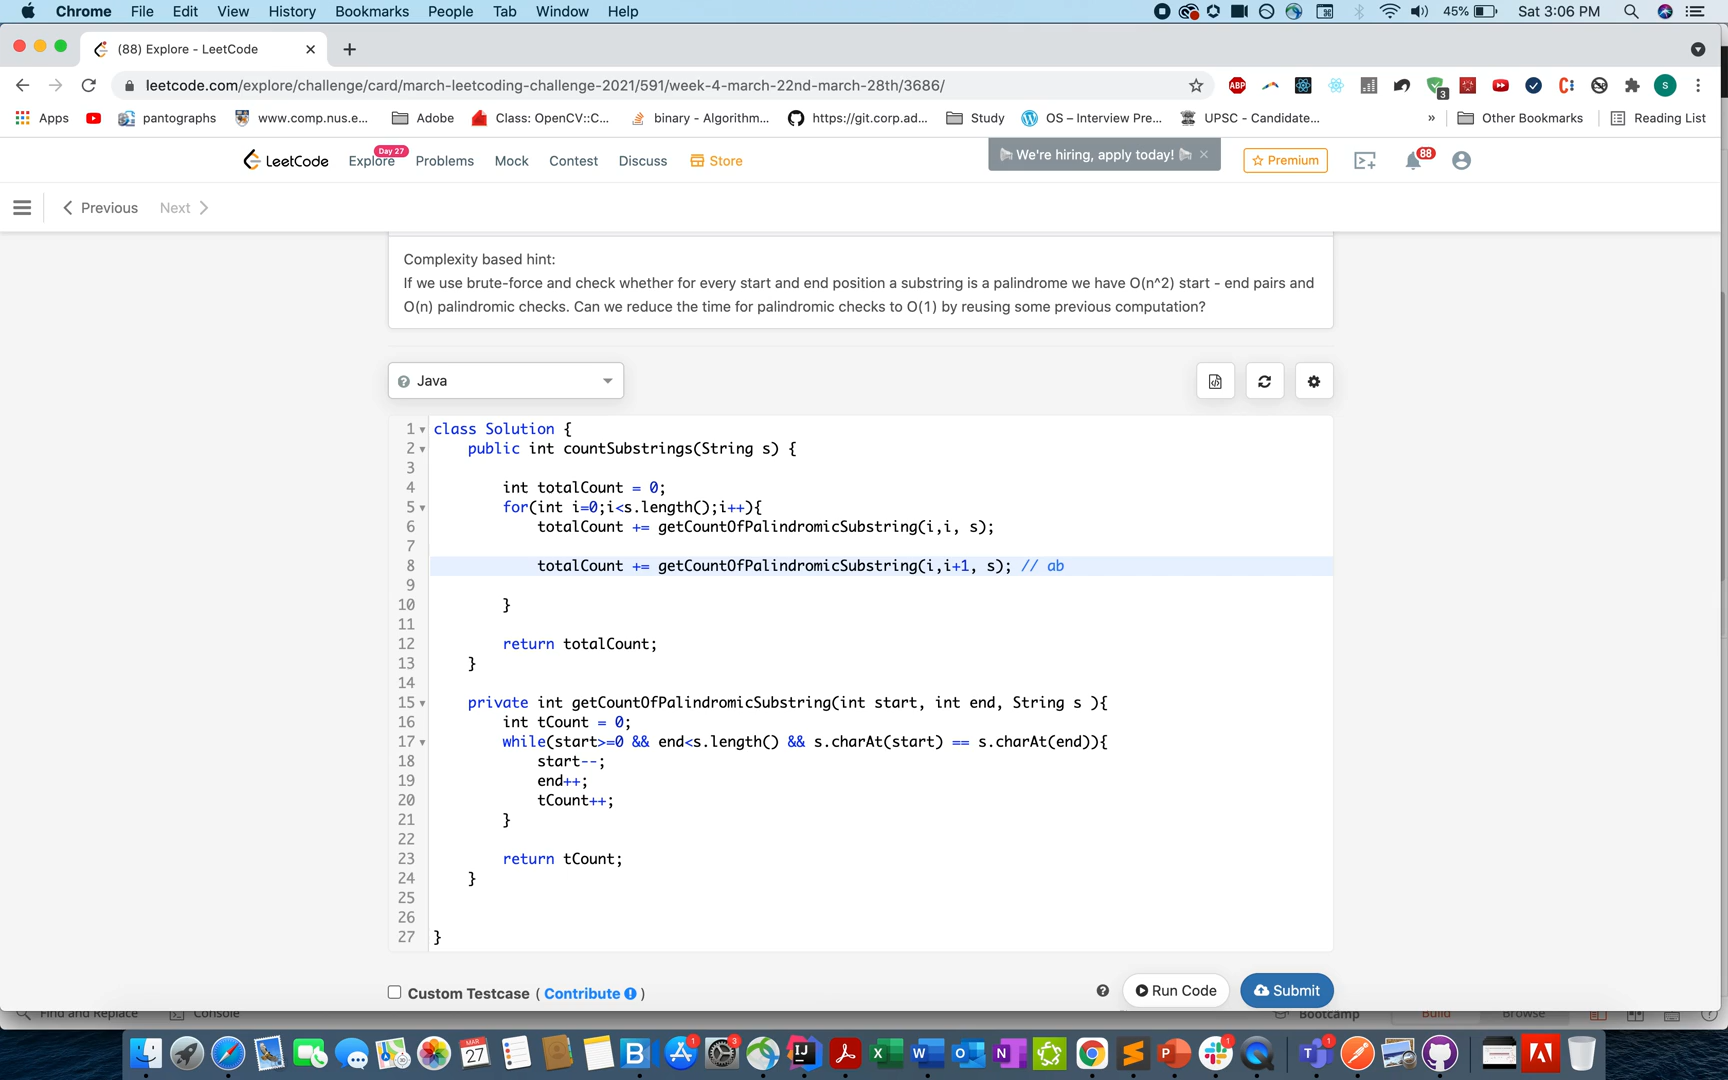 Chrome File Edit View History Bookmarks People Tab Window Help 45% Sat 3:06 PM
(88) Explore - LeetCode
leetcode.com/explore/challenge/card/march-leetcoding-challenge-2021/591/week-4-march-22nd-march-28th/3686/
Apps pantographs www.comp.nus.e... Adobe Class: OpenCV::C... binary - Algorithm... https://git.corp.ad... Study OS – Interview Pre... UPSC - Candidate... » Other Bookmarks Reading List
LeetCode Explore Day 27 Problems Mock Contest Discuss Store We're hiring, apply today! Premium 88
Previous Next
Complexity based hint:
If we use brute-force and check whether for every start and end position a substring is a palindrome we have O(n^2) start - end pairs and
O(n) palindromic checks. Can we reduce the time for palindromic checks to O(1) by reusing some previous computation?
Java
1 class Solution {
2 public int countSubstrings(String s) {
3
4 int totalCount = 0;
5 for(int i=0;i<s.length();i++){
6 totalCount += getCountOfPalindromicSubstring(i,i, s);
7
8 totalCount += getCountOfPalindromicSubstring(i,i+1, s); // ab
9
10 }
11
12 return totalCount;
13 }
14
15 private int getCountOfPalindromicSubstring(int start, int end, String s ){
16 int tCount = 0;
17 while(start>=0 && end<s.length() && s.charAt(start) == s.charAt(end)){
18 start--;
19 end++;
20 tCount++;
21 }
22
23 return tCount;
24 }
25
26
27 }
Custom Testcase ( Contribute ) Run Code Submit
Find and Replace Console Bootcamp Build Browse
MAR 27